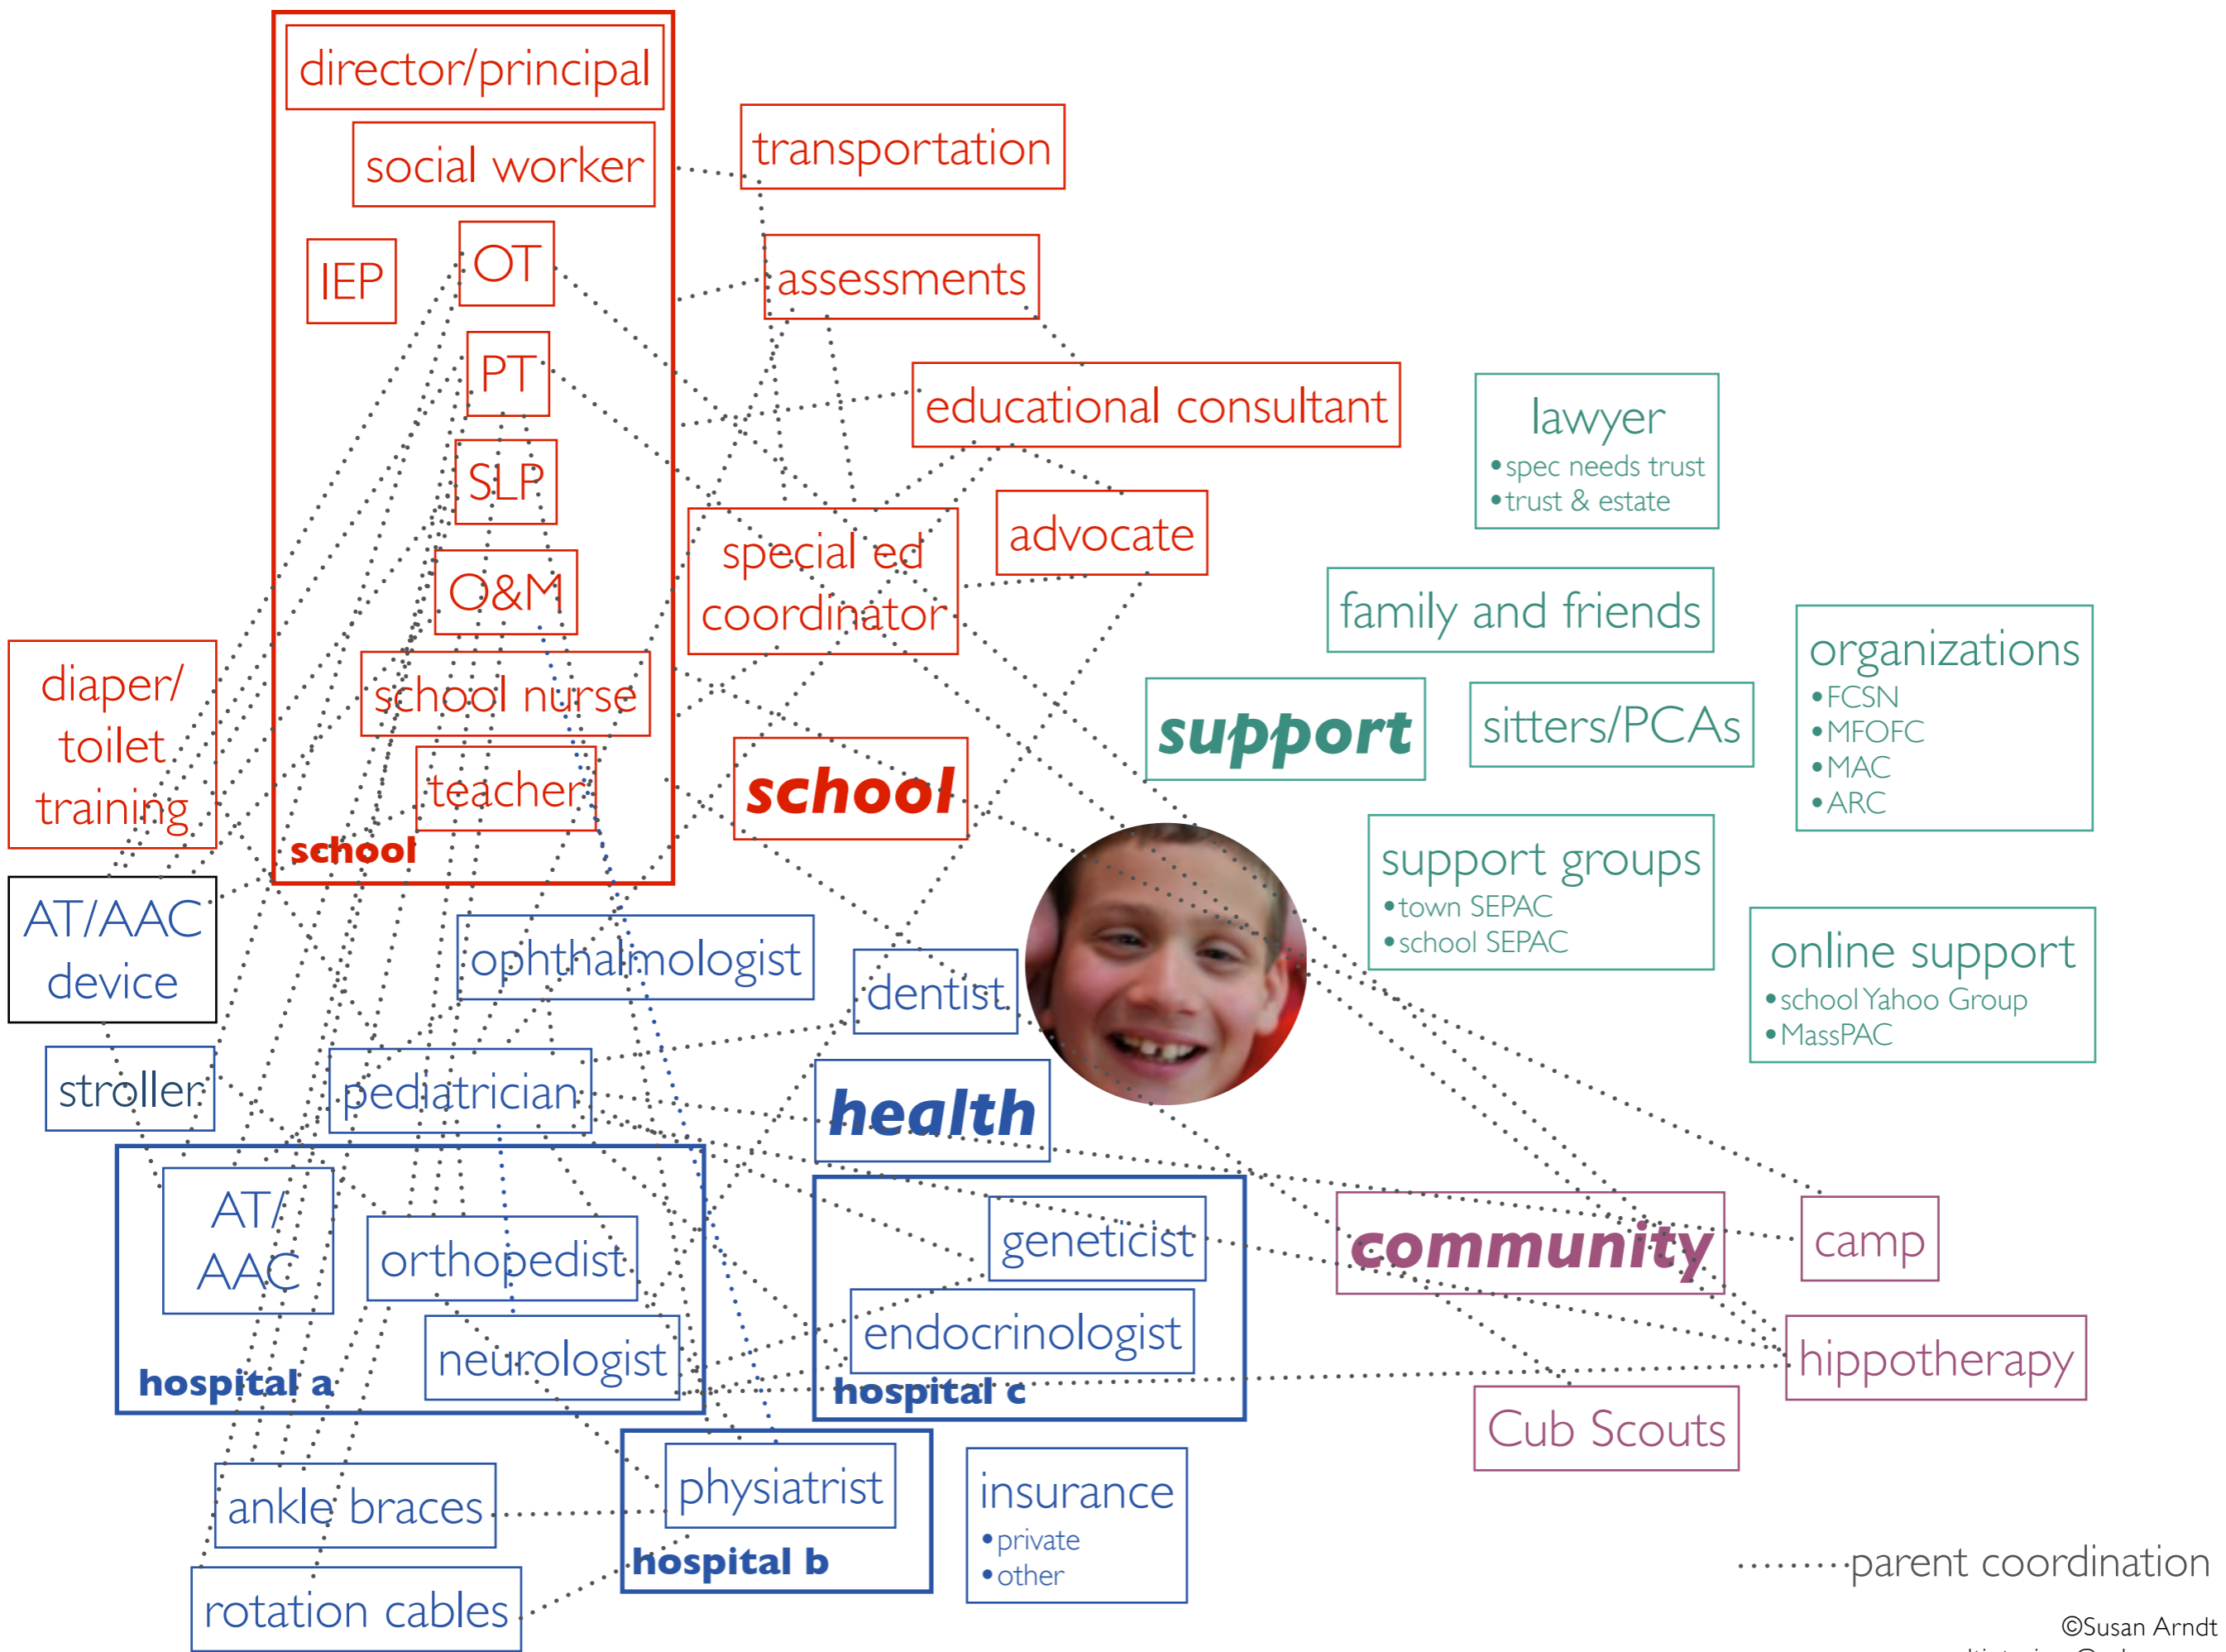 director/principal
social worker
IEP
OT
PT
SLP
O&M
school nurse
teacher
school
transportation
assessments
educational consultant
special ed
coordinator
advocate
school
diaper/
toilet
training
AT/AAC
device
stroller
lawyer
•spec needs trust
•trust & estate
family and friends
support
sitters/PCAs
organizations
•FCSN
•MFOFC
•MAC
•ARC
support groups
•town SEPAC
•school SEPAC
online support
•school Yahoo Group
•MassPAC
ophthalmologist
dentist
pediatrician
health
AT/
AAC
orthopedist
neurologist
hospital a
geneticist
endocrinologist
hospital c
physiatrist
hospital b
insurance
•private
•other
ankle braces
rotation cables
community
camp
hippotherapy
Cub Scouts
parent coordination
©Susan Arndt